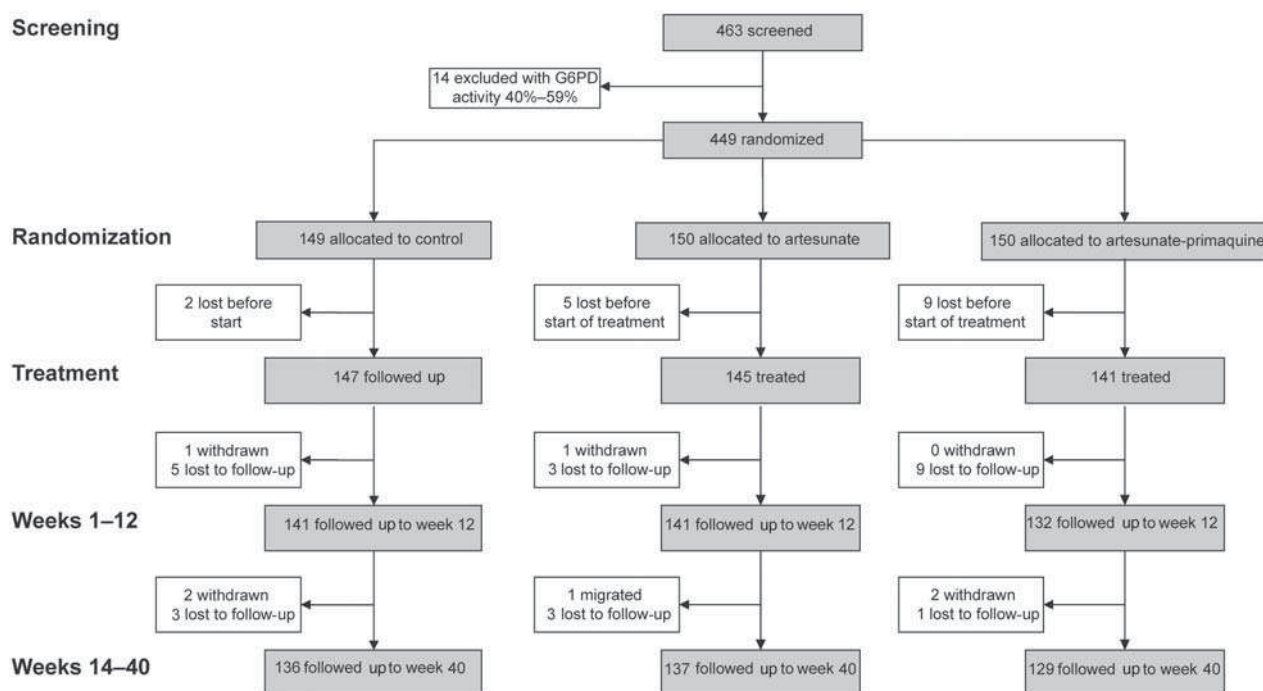 Screening
463 screened
14 excluded with G6PD
activity 40%–59%
449 randomized
Randomization
149 allocated to control
150 allocated to artesunate
150 allocated to artesunate-primaquine
2 lost before
start
5 lost before
start of treatment
9 lost before
start of treatment
Treatment
147 followed up
145 treated
141 treated
1 withdrawn
5 lost to follow-up
1 withdrawn
3 lost to follow-up
0 withdrawn
9 lost to follow-up
Weeks 1–12
141 followed up to week 12
141 followed up to week 12
132 followed up to week 12
2 withdrawn
3 lost to follow-up
1 migrated
3 lost to follow-up
2 withdrawn
1 lost to follow-up
Weeks 14–40
136 followed up to week 40
137 followed up to week 40
129 followed up to week 40